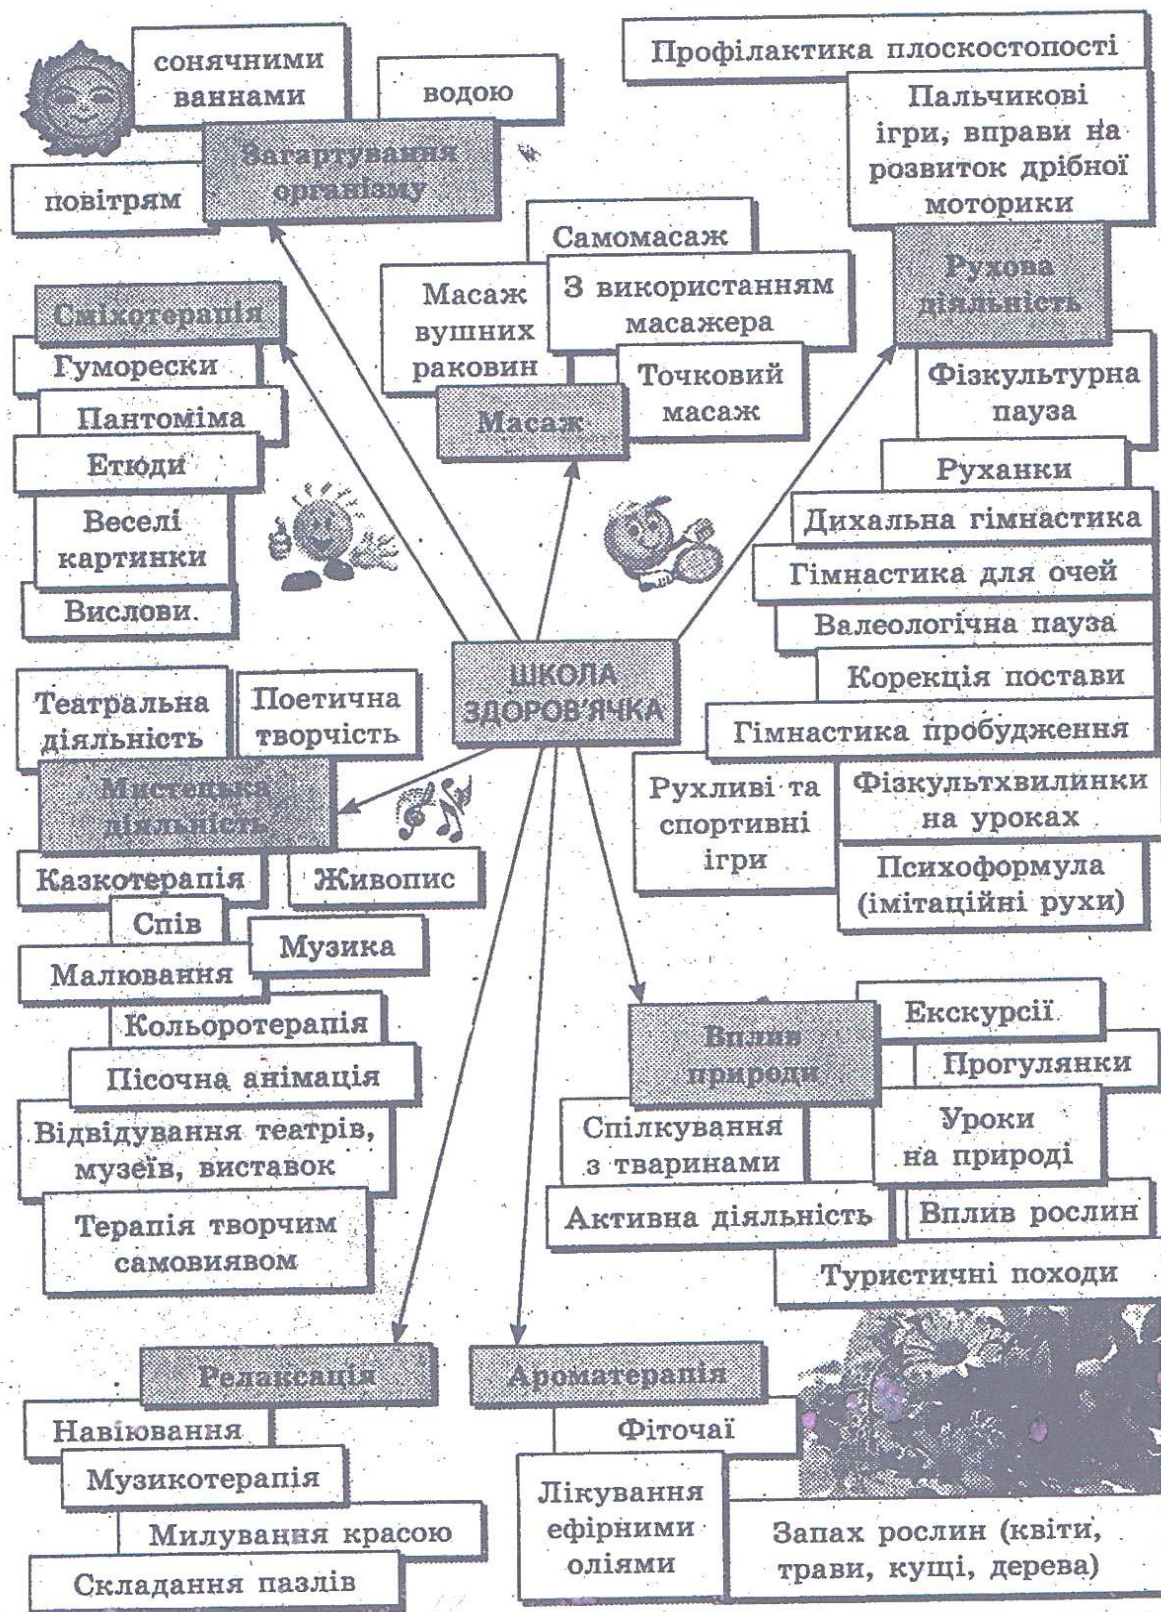 сонячними
ваннами
водою
Загартування
організму
повітрям
Профілактика плоскостопості
Пальчикові
ігри, вправи на
розвиток дрібної
моторики
Рухова
діяльність
Самомасаж
Масаж
вушних
раковин
З використанням
масажера
Точковий
масаж
Масаж
Сміхотерапія
Гуморески
Пантоміма
Етюди
Веселі
картинки
Вислови.
Фізкультурна
пауза
Руханки
Дихальна гімнастика
Гімнастика для очей
Валеологічна пауза
Корекція постави
Гімнастика пробудження
Рухливі та
спортивні
ігри
Фізкультхвилинки
на уроках
Психоформула
(імітаційні рухи)
ШКОЛА
ЗДОРОВ'ЯЧКА
Театральна
діяльність
Поетична
творчість
Мистецька
діяльність
Казкотерапія
Живопис
Спів
Музика
Малювання
Кольоротерапія
Пісочна анімація
Відвідування театрів,
музеїв, виставок
Терапія творчим
самовиявом
Вплив
природи
Екскурсії
Прогулянки
Уроки
на природі
Спілкування
з тваринами
Активна діяльність
Вплив рослин
Туристичні походи
Релаксація
Навіювання
Музикотерапія
Милування красою
Складання пазлів
Ароматерапія
Фіточаї
Лікування
ефірними
оліями
Запах рослин (квіти,
трави, кущі, дерева)